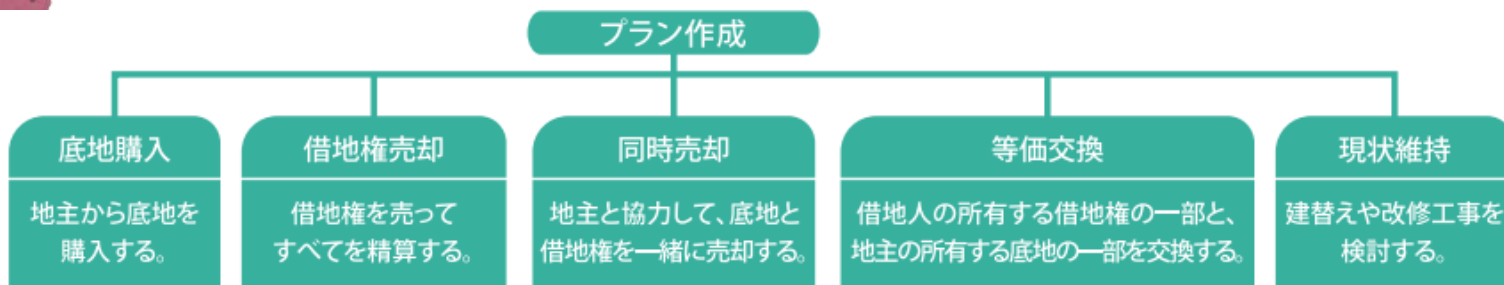 プラン作成
底地購入
地主から底地を
購入する。
借地権売却
借地権を売って
すべてを精算する。
同時売却
地主と協力して、底地と
借地権を一緒に売却する。
等価交換
借地人の所有する借地権の一部と、
地主の所有する底地の一部を交換する。
現状維持
建替えや改修工事を
検討する。